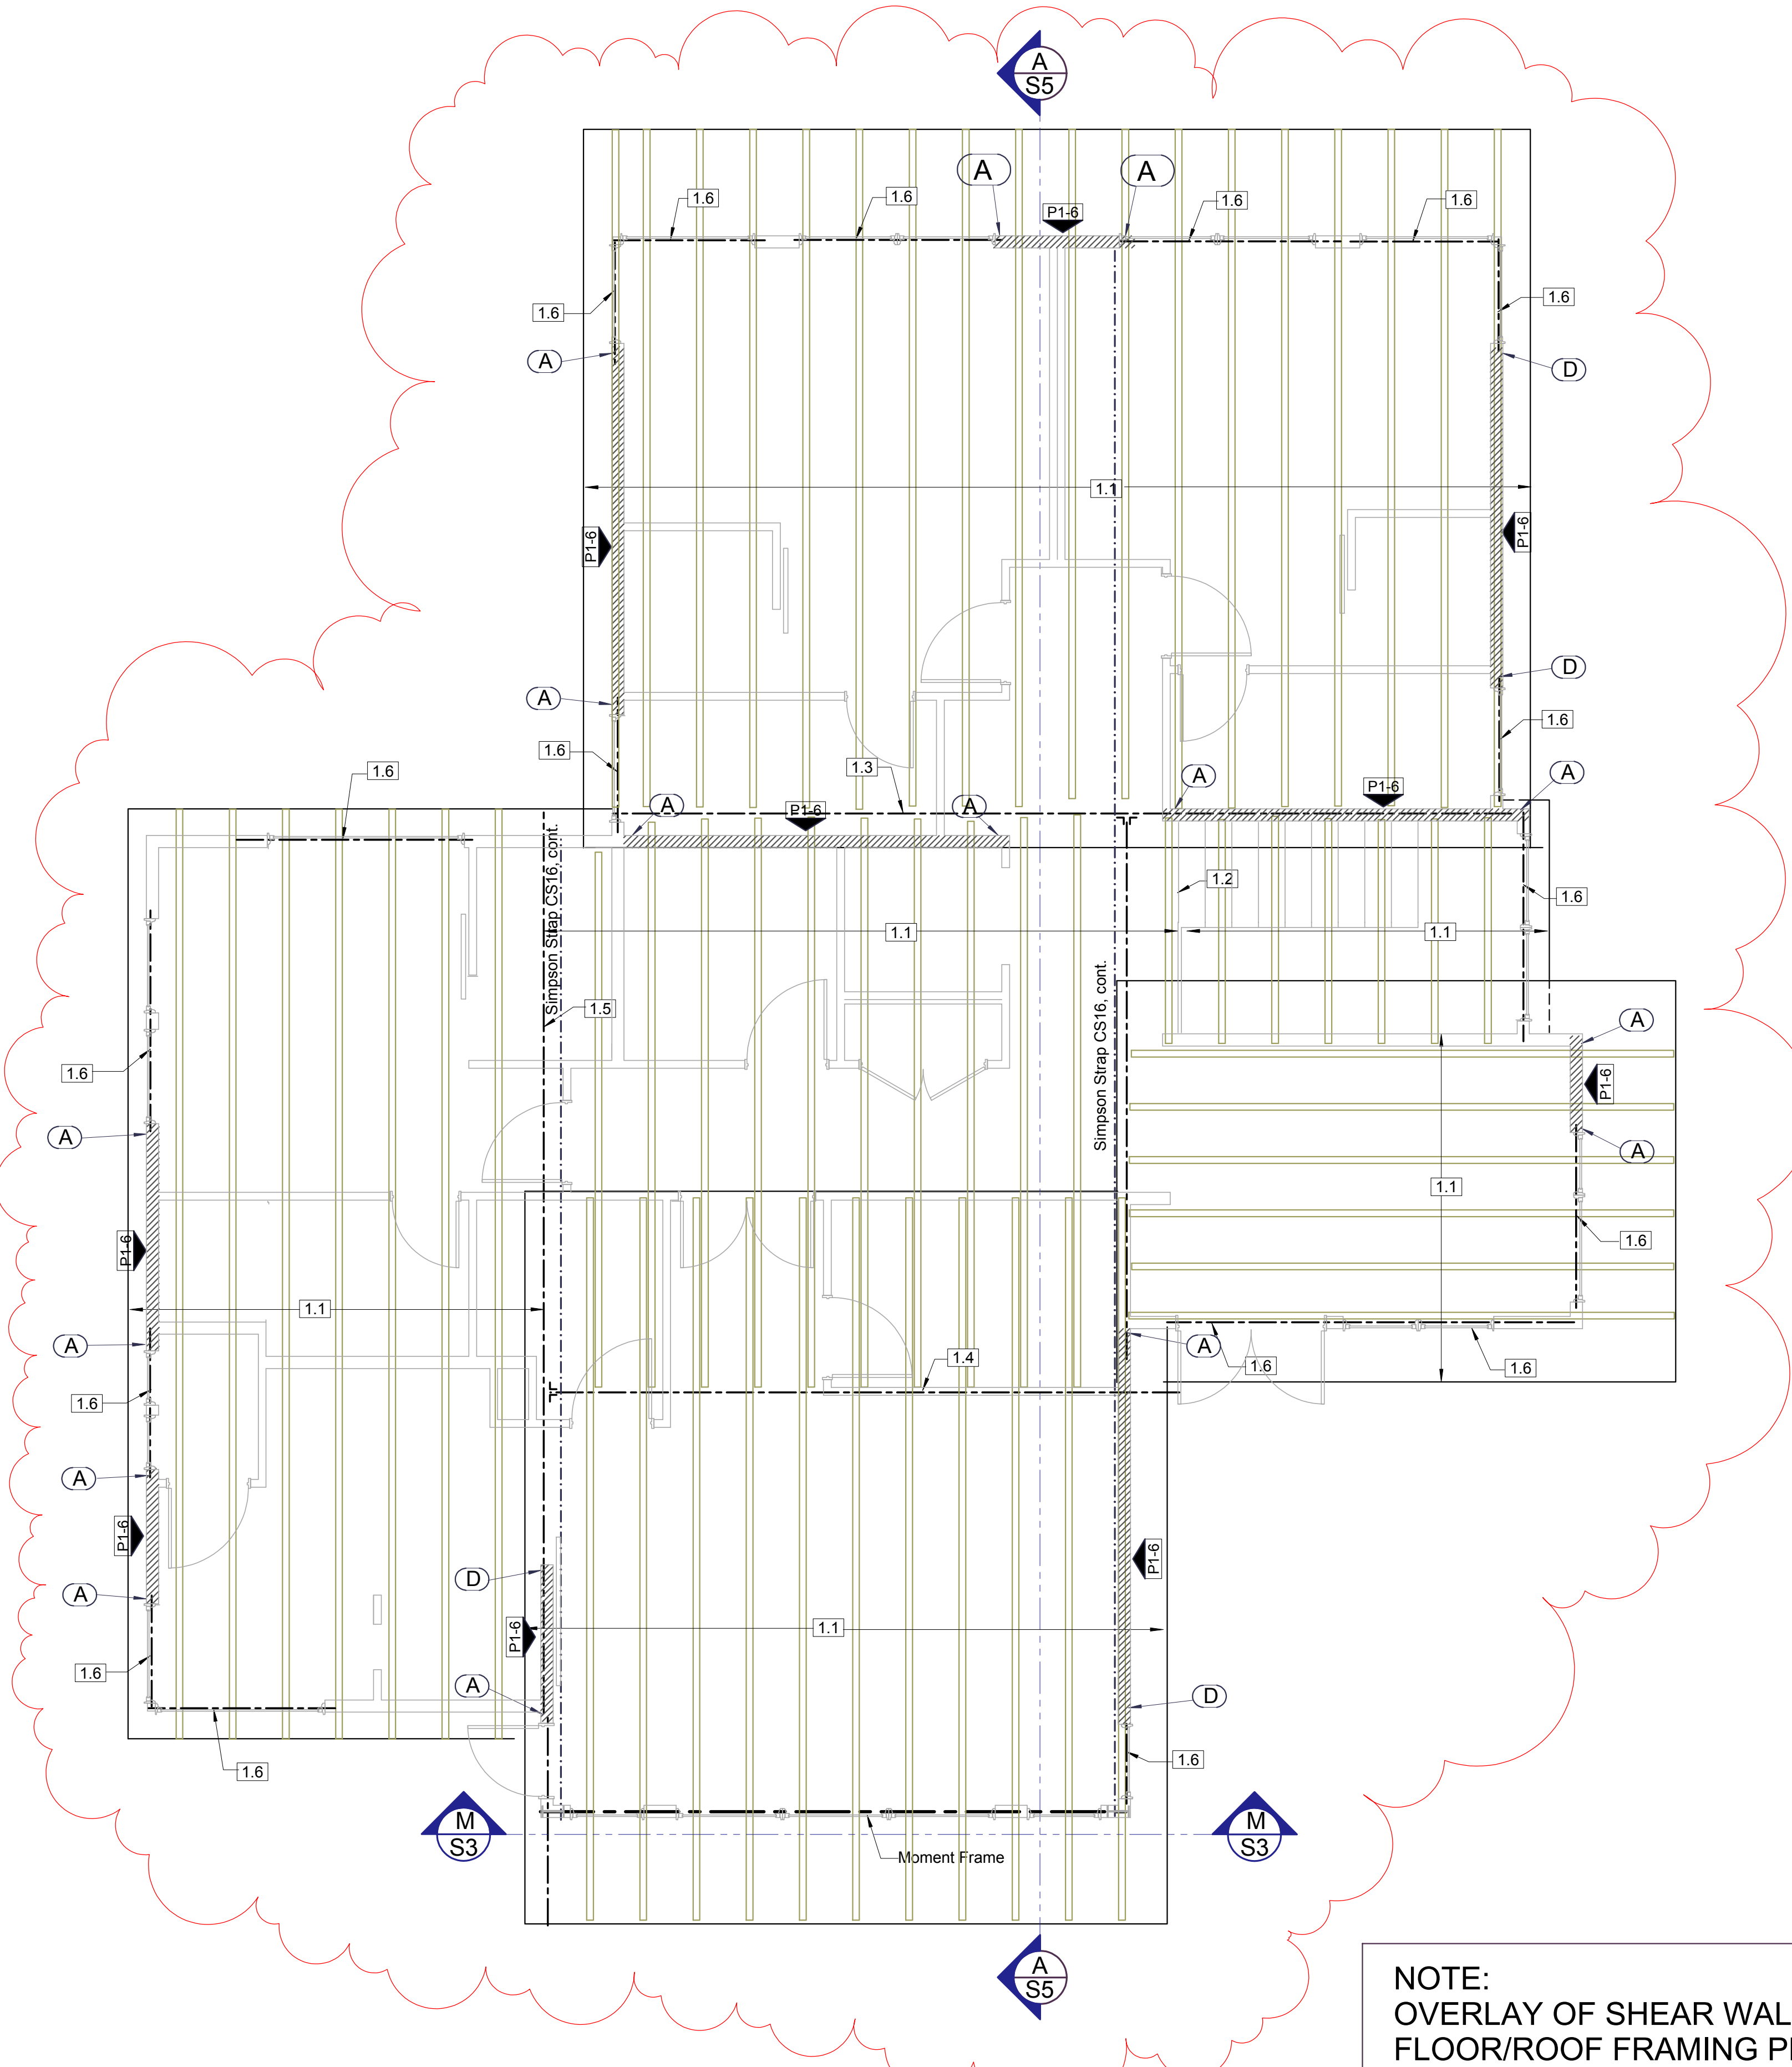 A
S5
A
A
P1-6
1.6
1.6
1.6
1.6
1.6
1.6
A
D
1.1
P1-6
P1-6
A
D
1.6
1.6
1.6
1.3
A
P1-6
A
A
P1-6
A
Simpson Strap CS16, cont.
1.2
1.6
1.1
1.1
1.5
Simpson Strap CS16, cont.
A
1.6
P1-6
A
A
1.1
P1-6
1.6
1.1
A
A
1.4
1.6
1.6
1.6
A
P1-6
P1-6
D
A
P1-6
1.1
1.6
A
D
1.6
1.6
M
S3
M
S3
Moment Frame
A
S5
NOTE:
OVERLAY OF SHEAR WAL
FLOOR/ROOF FRAMING P